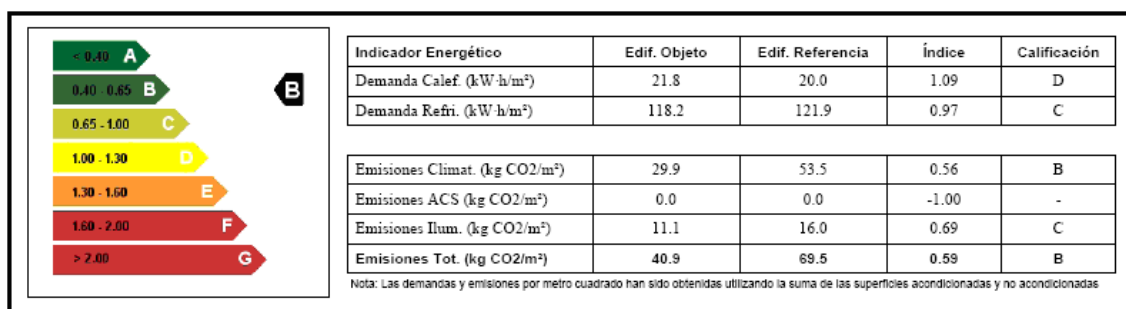 < 0.40 A
0.40 - 0.65 B
B
0.65 - 1.00 C
1.00 - 1.30 D
1.30 - 1.60 E
1.60 - 2.00 F
> 2.00 G
Indicador Energético Edif. Objeto Edif. Referencia Índice Calificación
Demanda Calef. (kW·h/m²) 21.8 20.0 1.09 D
Demanda Refri. (kW·h/m²) 118.2 121.9 0.97 C
Emisiones Climat. (kg CO2/m²) 29.9 53.5 0.56 B
Emisiones ACS (kg CO2/m²) 0.0 0.0 -1.00 -
Emisiones Ilum. (kg CO2/m²) 11.1 16.0 0.69 C
Emisiones Tot. (kg CO2/m²) 40.9 69.5 0.59 B
Nota: Las demandas y emisiones por metro cuadrado han sido obtenidas utilizando la suma de las superficies acondicionadas y no acondicionadas